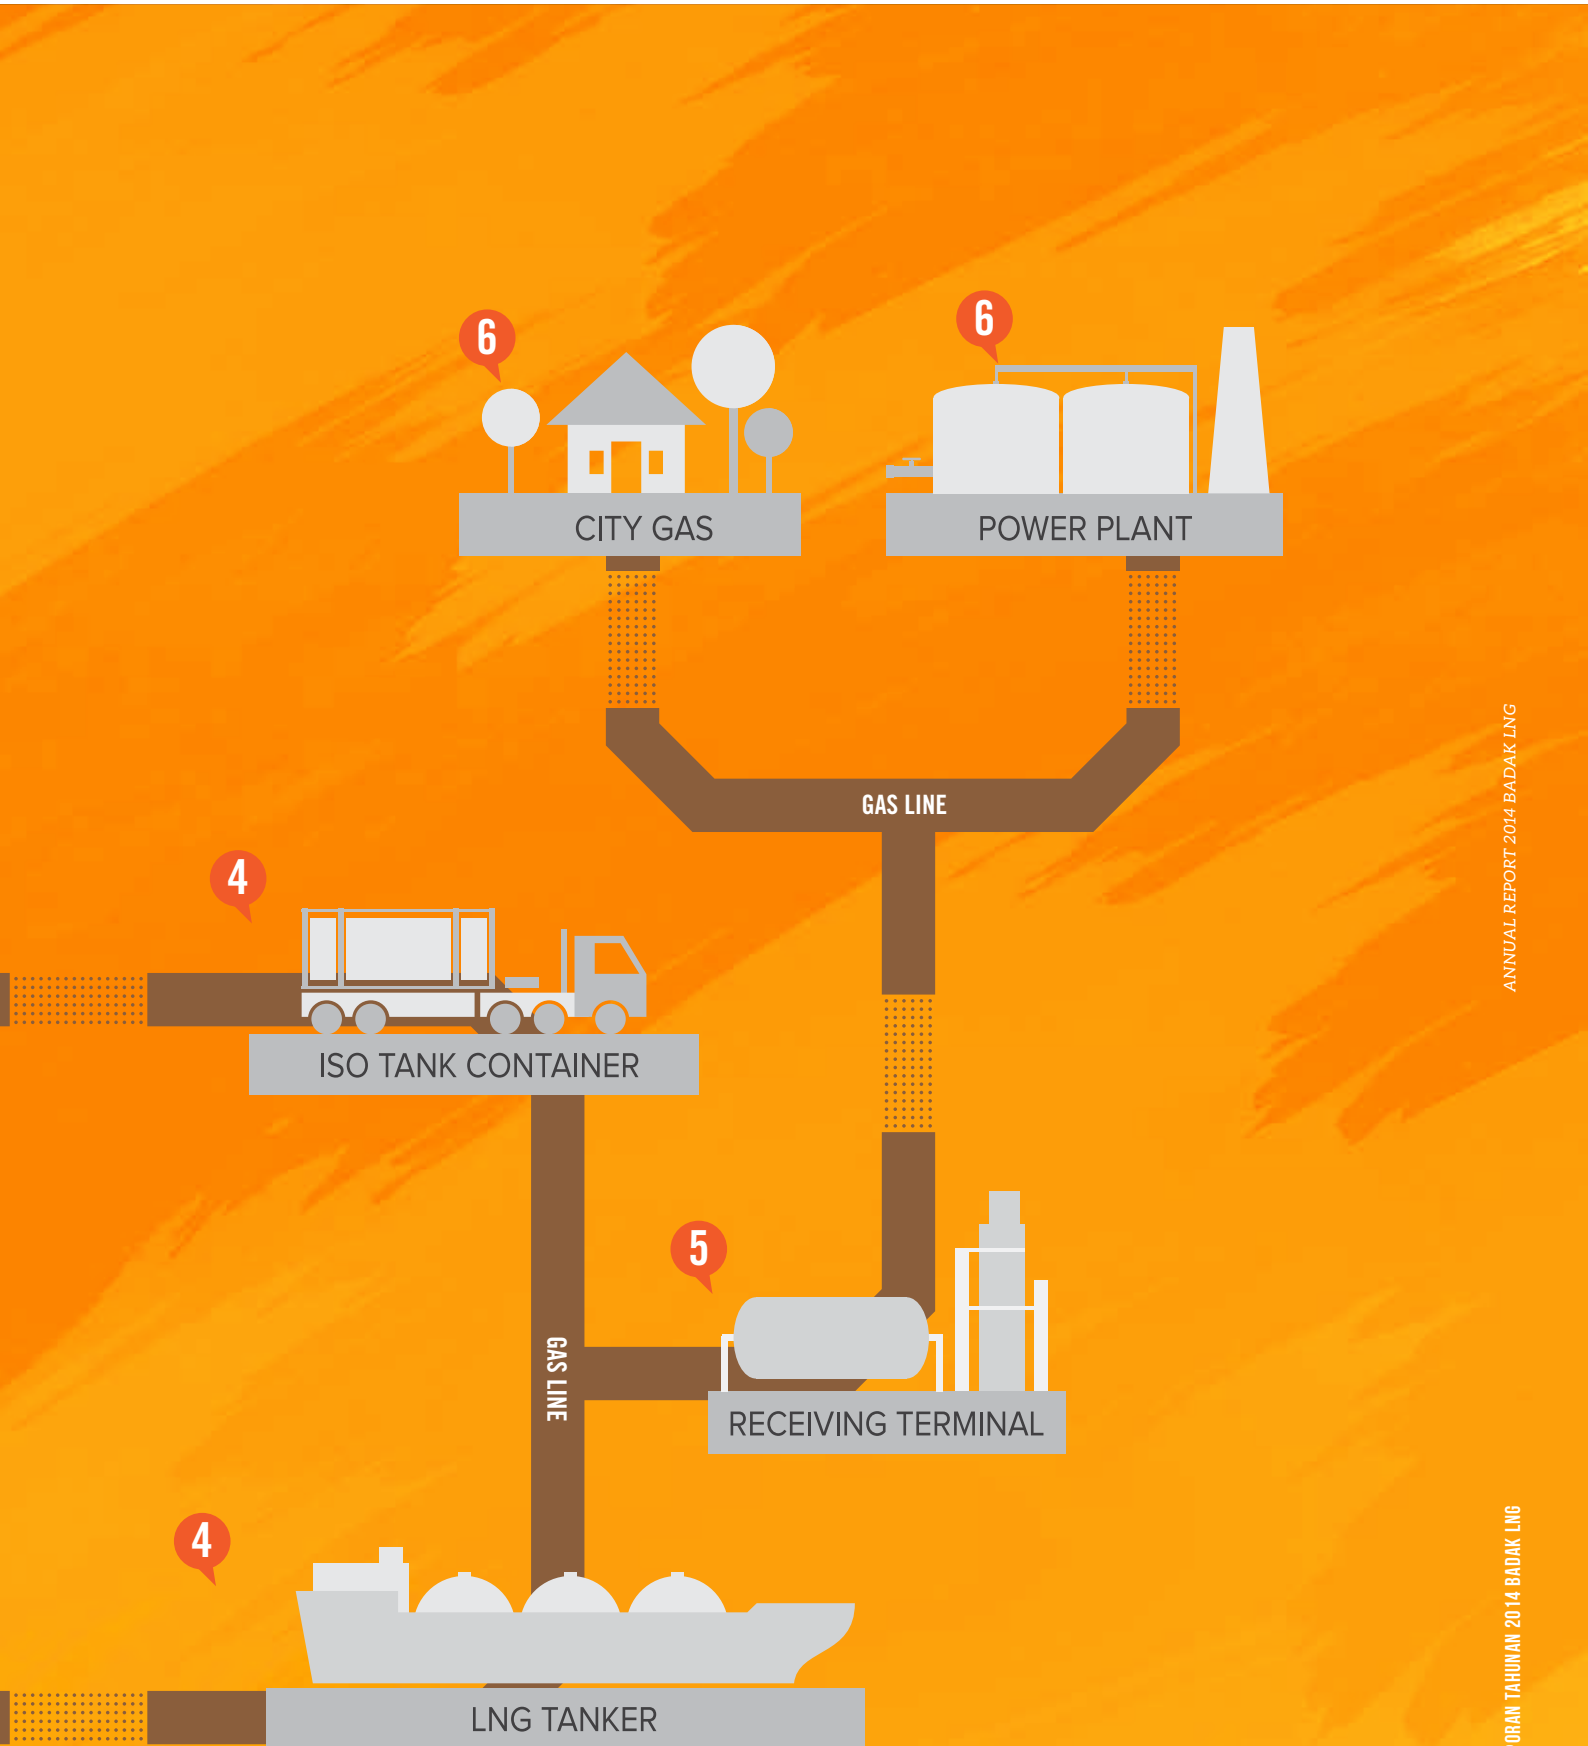 6
6
CITY GAS
POWER PLANT
GAS LINE
4
ISO TANK CONTAINER
5
GAS LINE
RECEIVING TERMINAL
4
LNG TANKER
ANNUAL REPORT 2014 BADAK LNG
TAHUNAN 2014 BADAK LNG